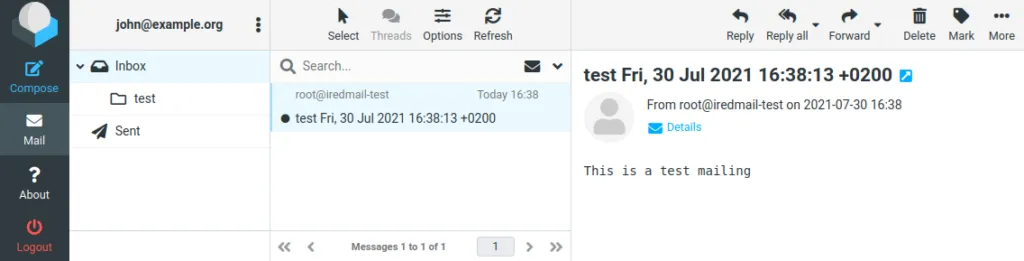 john@example.org
Compose
Mail
About
Logout
Inbox
test
Sent
Select
Threads
Options
Refresh
Search...
root@iredmail-test Today 16:38
test Fri, 30 Jul 2021 16:38:13 +0200
Messages 1 to 1 of 1
1
Reply
Reply all
Forward
Delete
Mark
More
test Fri, 30 Jul 2021 16:38:13 +0200
From root@iredmail-test on 2021-07-30 16:38
Details
This is a test mailing